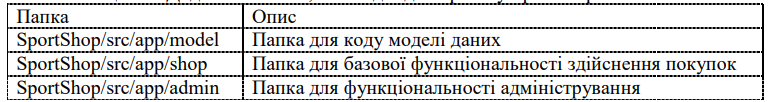 Папка Опис
SportShop/src/app/model Папка для коду моделі даних
SportShop/src/app/shop Папка для базової функціональності здійснення покупок
SportShop/src/app/admin Папка для функціональності адміністрування